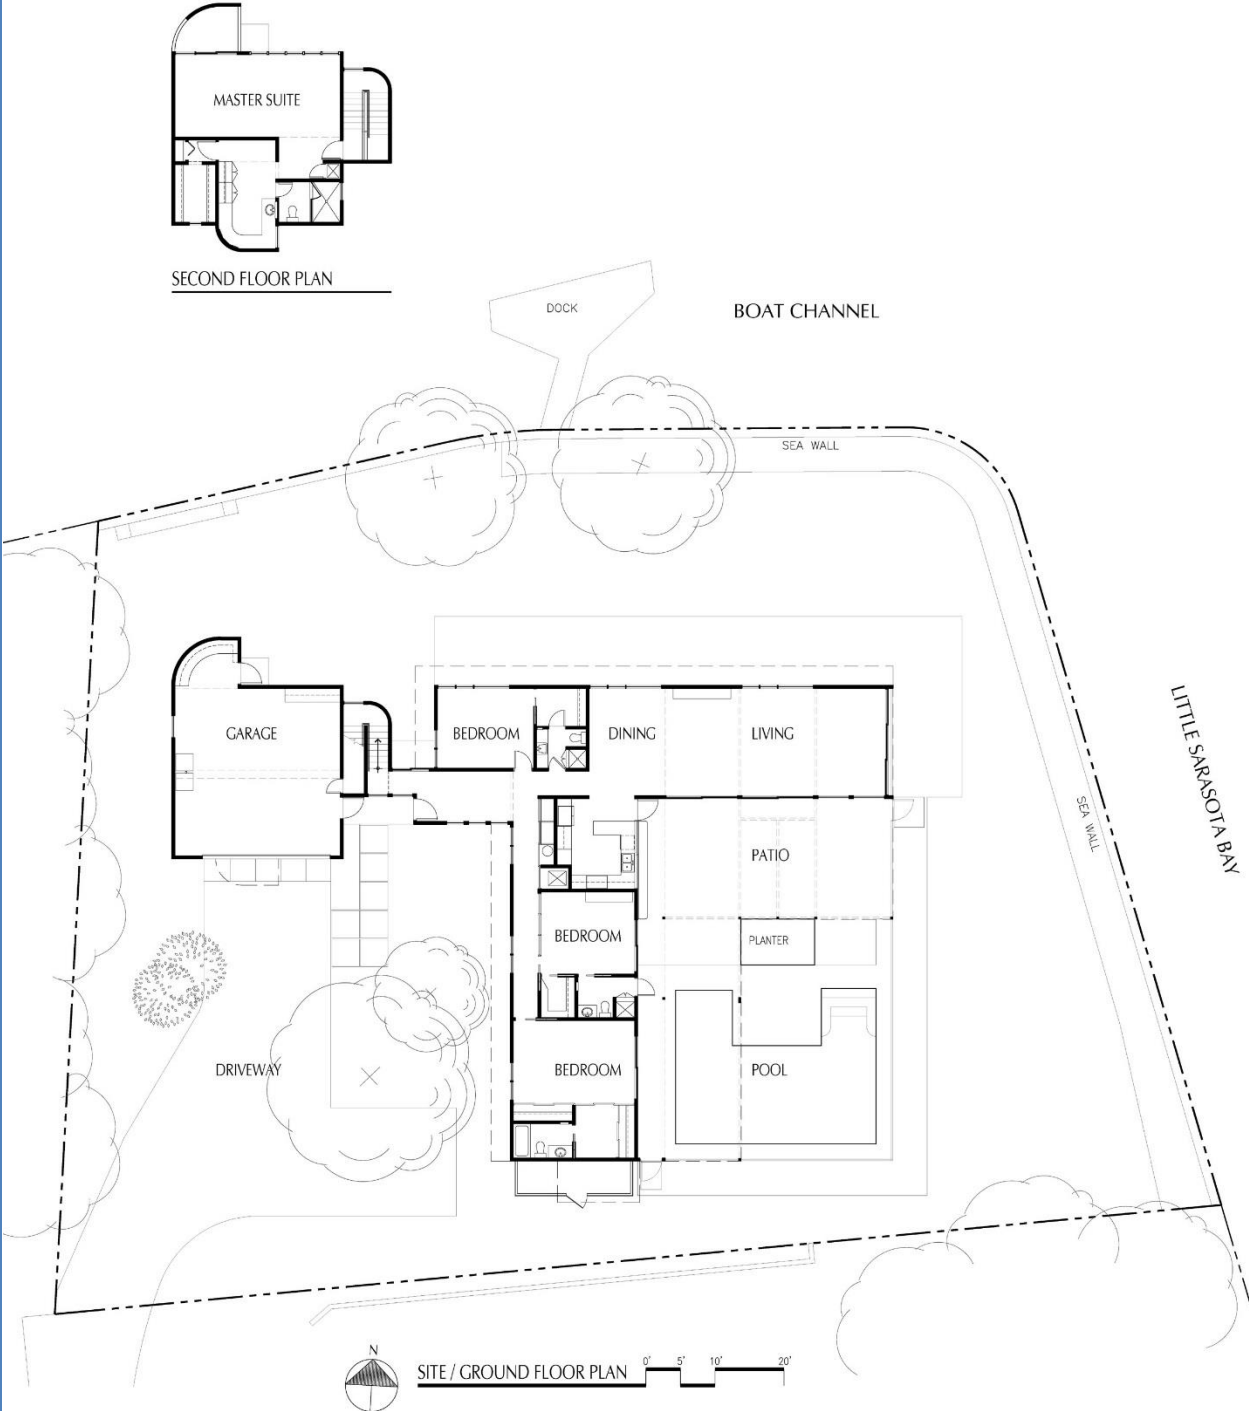 MASTER SUITE
SECOND FLOOR PLAN
DOCK
BOAT CHANNEL
SEA WALL
GARAGE
BEDROOM
DINING
LIVING
LITTLE SARASOTA BAY
SEA WALL
PATIO
BEDROOM
PLANTER
DRIVEWAY
BEDROOM
POOL
N
SITE / GROUND FLOOR PLAN
0' 5' 10' 20'